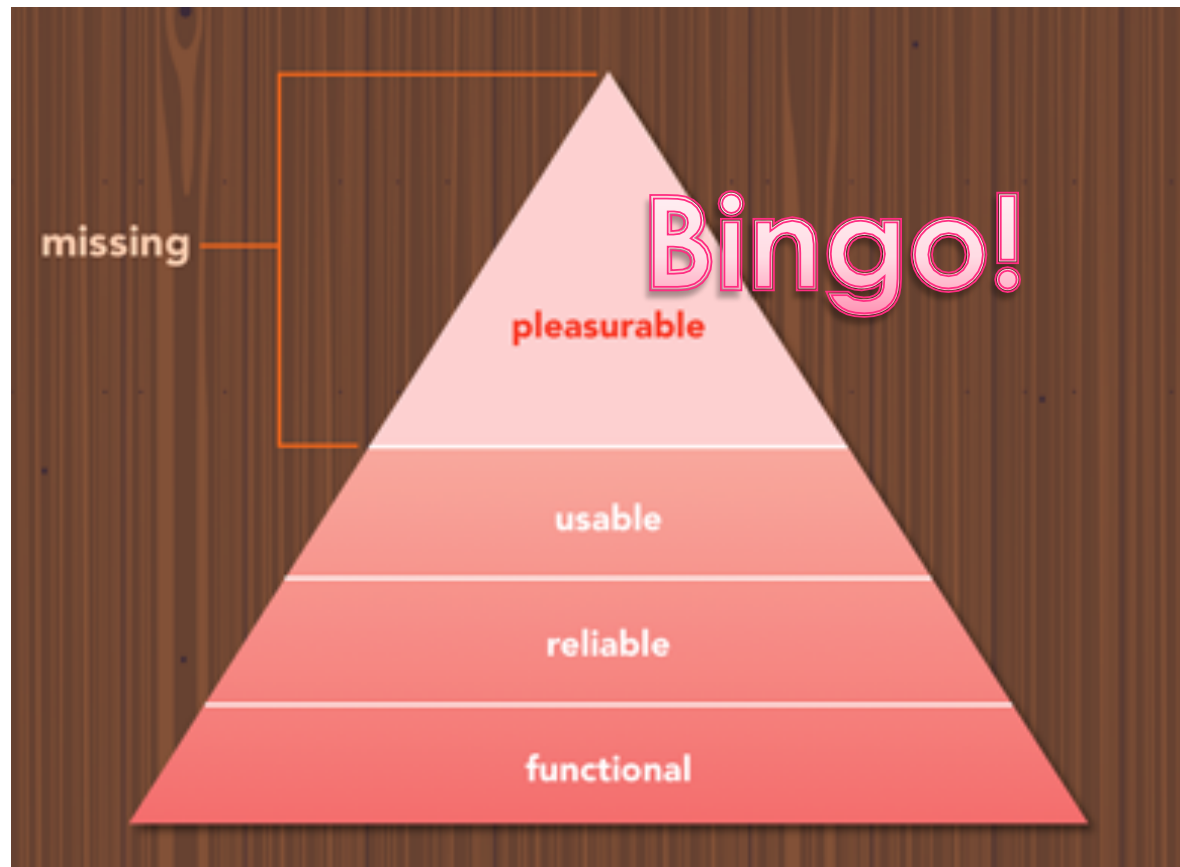 missing
Bingo!
pleasurable
usable
reliable
functional